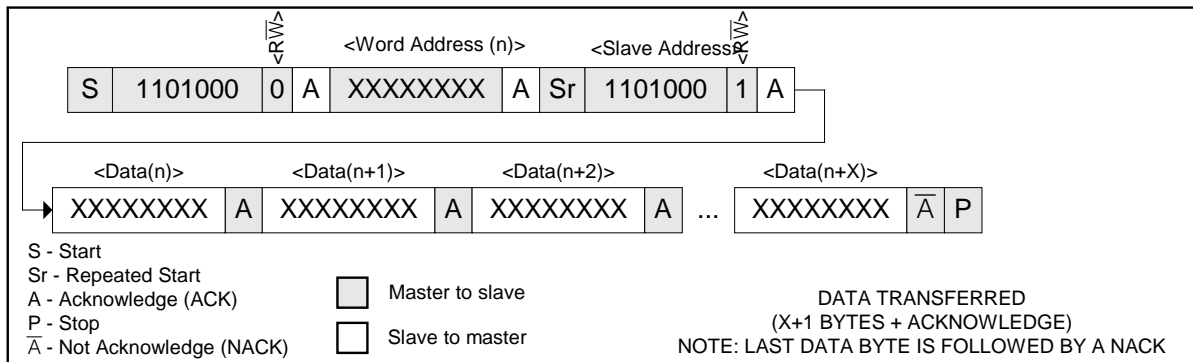 <RW̅> <Word Address (n)> <Slave Address> <RW̅>
S 1101000 0 A XXXXXXXX A Sr 1101000 1 A
<Data(n)> <Data(n+1)> <Data(n+2)> <Data(n+X)>
XXXXXXXX A XXXXXXXX A XXXXXXXX A ... XXXXXXXX A̅ P
S - Start
Sr - Repeated Start
A - Acknowledge (ACK)
P - Stop
A̅ - Not Acknowledge (NACK)
Master to slave
Slave to master
DATA TRANSFERRED
(X+1 BYTES + ACKNOWLEDGE)
NOTE: LAST DATA BYTE IS FOLLOWED BY A NACK